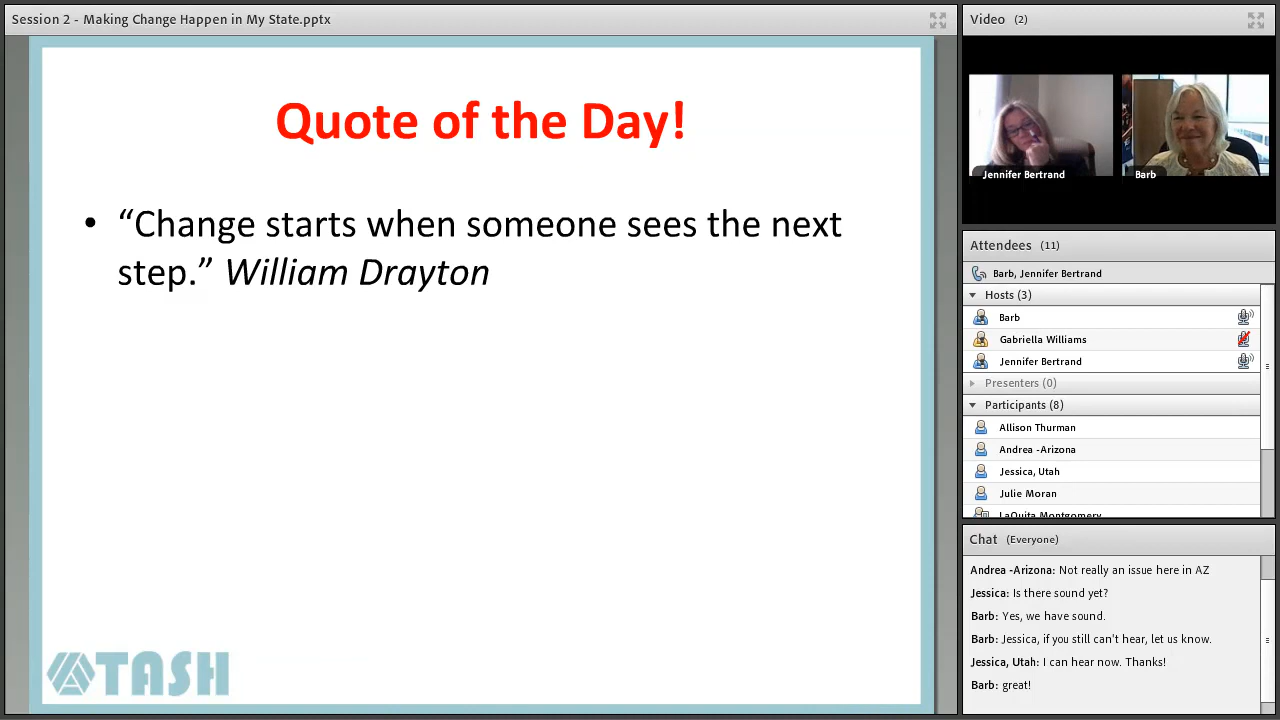 Session 2 - Making Change Happen in My State.pptx
Quote of the Day!
• “Change starts when someone sees the next
step.” William Drayton
TASH
Video (2)
Jennifer Bertrand
Barb
Attendees (11)
Barb, Jennifer Bertrand
Hosts (3)
Barb
Gabriella Williams
Jennifer Bertrand
Presenters (0)
Participants (8)
Allison Thurman
Andrea -Arizona
Jessica, Utah
Julie Moran
LaQuita Montgomery
Chat (Everyone)
Andrea -Arizona: Not really an issue here in AZ
Jessica: Is there sound yet?
Barb: Yes, we have sound.
Barb: Jessica, if you still can't hear, let us know.
Jessica, Utah: I can hear now. Thanks!
Barb: great!